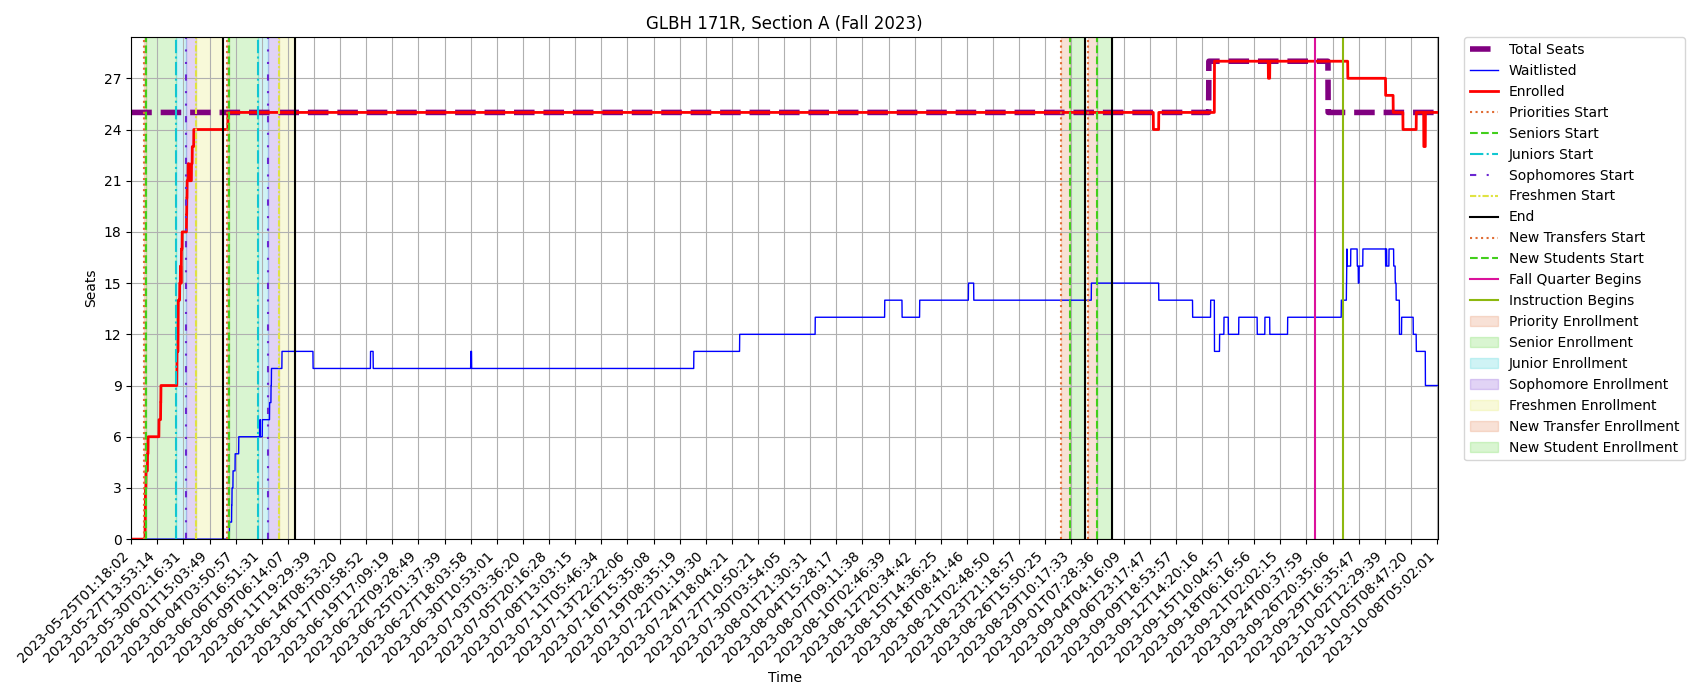 GLBH 171R, Section A (Fall 2023)
Seats
27
24
21
18
15
12
9
6
3
0
2023-05-25T01:18:02
2023-05-27T13:53:14
2023-05-30T02:16:31
2023-06-01T15:03:49
2023-06-04T03:50:57
2023-06-06T16:51:31
2023-06-09T06:14:07
2023-06-11T19:29:39
2023-06-14T08:53:20
2023-06-17T00:58:52
2023-06-19T17:09:19
2023-06-22T09:28:49
2023-06-25T01:37:39
2023-06-27T18:03:58
2023-06-30T10:53:01
2023-07-03T03:36:20
2023-07-05T20:16:28
2023-07-08T13:03:15
2023-07-11T05:46:34
2023-07-13T22:22:06
2023-07-16T15:35:08
2023-07-19T08:35:19
2023-07-22T01:19:30
2023-07-24T18:04:21
2023-07-27T10:50:21
2023-07-30T03:54:05
2023-08-01T21:30:31
2023-08-04T15:28:17
2023-08-07T09:11:38
2023-08-10T02:46:39
2023-08-12T20:34:42
2023-08-15T14:36:25
2023-08-18T08:41:46
2023-08-21T02:48:50
2023-08-23T21:18:57
2023-08-26T15:50:25
2023-08-29T10:17:33
2023-09-01T07:28:36
2023-09-04T04:16:09
2023-09-06T23:17:47
2023-09-09T18:53:57
2023-09-12T14:20:16
2023-09-15T10:04:57
2023-09-18T06:16:56
2023-09-21T02:02:15
2023-09-24T00:37:59
2023-09-26T20:35:06
2023-09-29T16:35:47
2023-10-02T12:29:39
2023-10-05T08:47:20
2023-10-08T05:02:01
Time
Total Seats
Waitlisted
Enrolled
Priorities Start
Seniors Start
Juniors Start
Sophomores Start
Freshmen Start
End
New Transfers Start
New Students Start
Fall Quarter Begins
Instruction Begins
Priority Enrollment
Senior Enrollment
Junior Enrollment
Sophomore Enrollment
Freshmen Enrollment
New Transfer Enrollment
New Student Enrollment